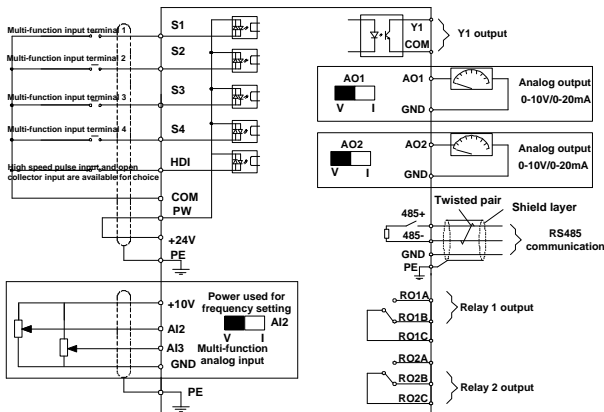 Multi-function input terminal 1
S1
Multi-function input terminal 2
S2
Multi-function input terminal 3
S3
Multi-function input terminal 4
S4
High speed pulse input and open
collector input are available for choice
HDI
COM
PW
+24V
PE
+10V
Power used for
frequency setting
AI2
AI2
V I
AI3
Multi-function
analog input
GND
PE
Y1
Y1 output
COM
AO1
AO1
Analog output
0-10V/0-20mA
V I
GND
AO2
AO2
Analog output
0-10V/0-20mA
V I
GND
Twisted pair
Shield layer
485+
485-
RS485
communication
GND
PE
RO1A
RO1B
Relay 1 output
RO1C
RO2A
RO2B
Relay 2 output
RO2C